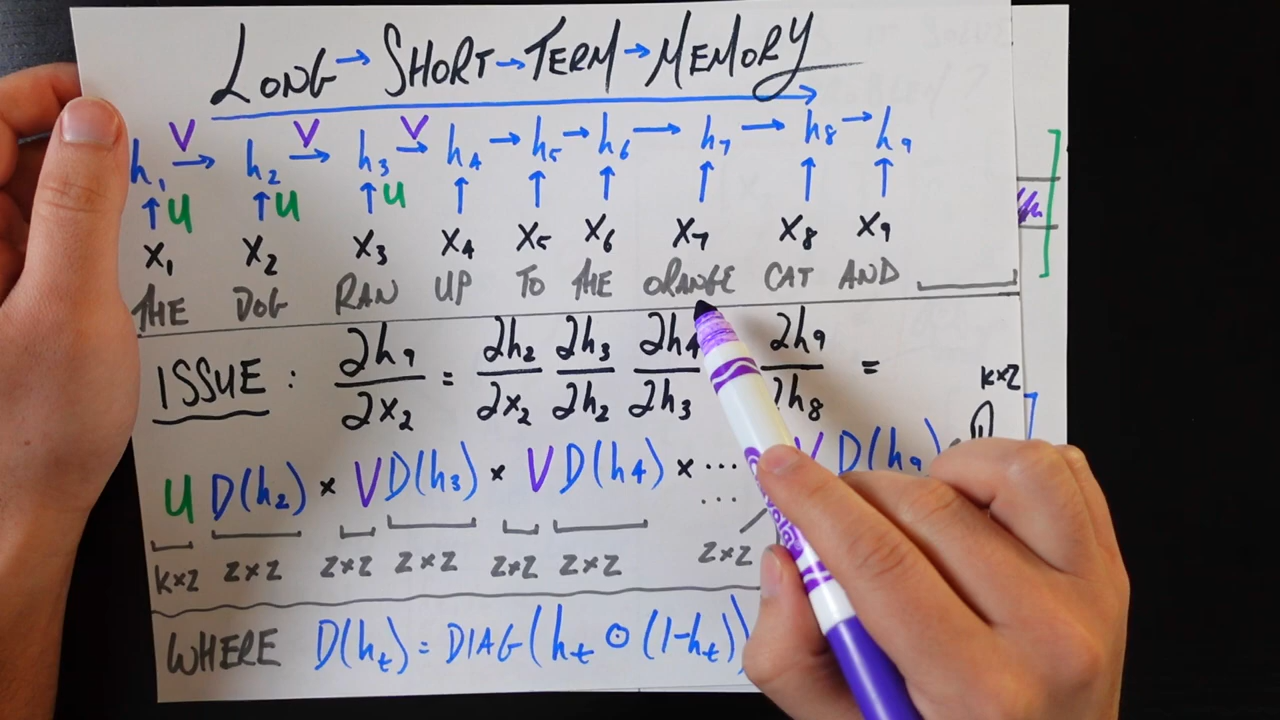 LONG → SHORT → TERM → MEMORY
V V V
h₁ → h₂ → h₃ → h₄ → h₅ → h₆ → h₇ → h₈ → h₉
↑ U ↑ U ↑ U ↑ ↑ ↑ ↑ ↑ ↑
X₁ X₂ X₃ X₄ X₅ X₆ X₇ X₈ X₉
THE DOG RAN UP TO THE ORANGE CAT AND
ISSUE: ∂h₉/∂x₂ = ∂h₂/∂x₂ ∂h₃/∂h₂ ∂h₄/∂h₃ ∂h₉/∂h₈ =
K×Z
U D(h₂) × V D(h₃) × V D(h₄) × ... V D(h₉)
...
K×Z Z×Z Z×Z Z×Z Z×Z Z×Z Z×Z
WHERE D(hₜ) = DIAG(hₜ ⊙ (1-hₜ))